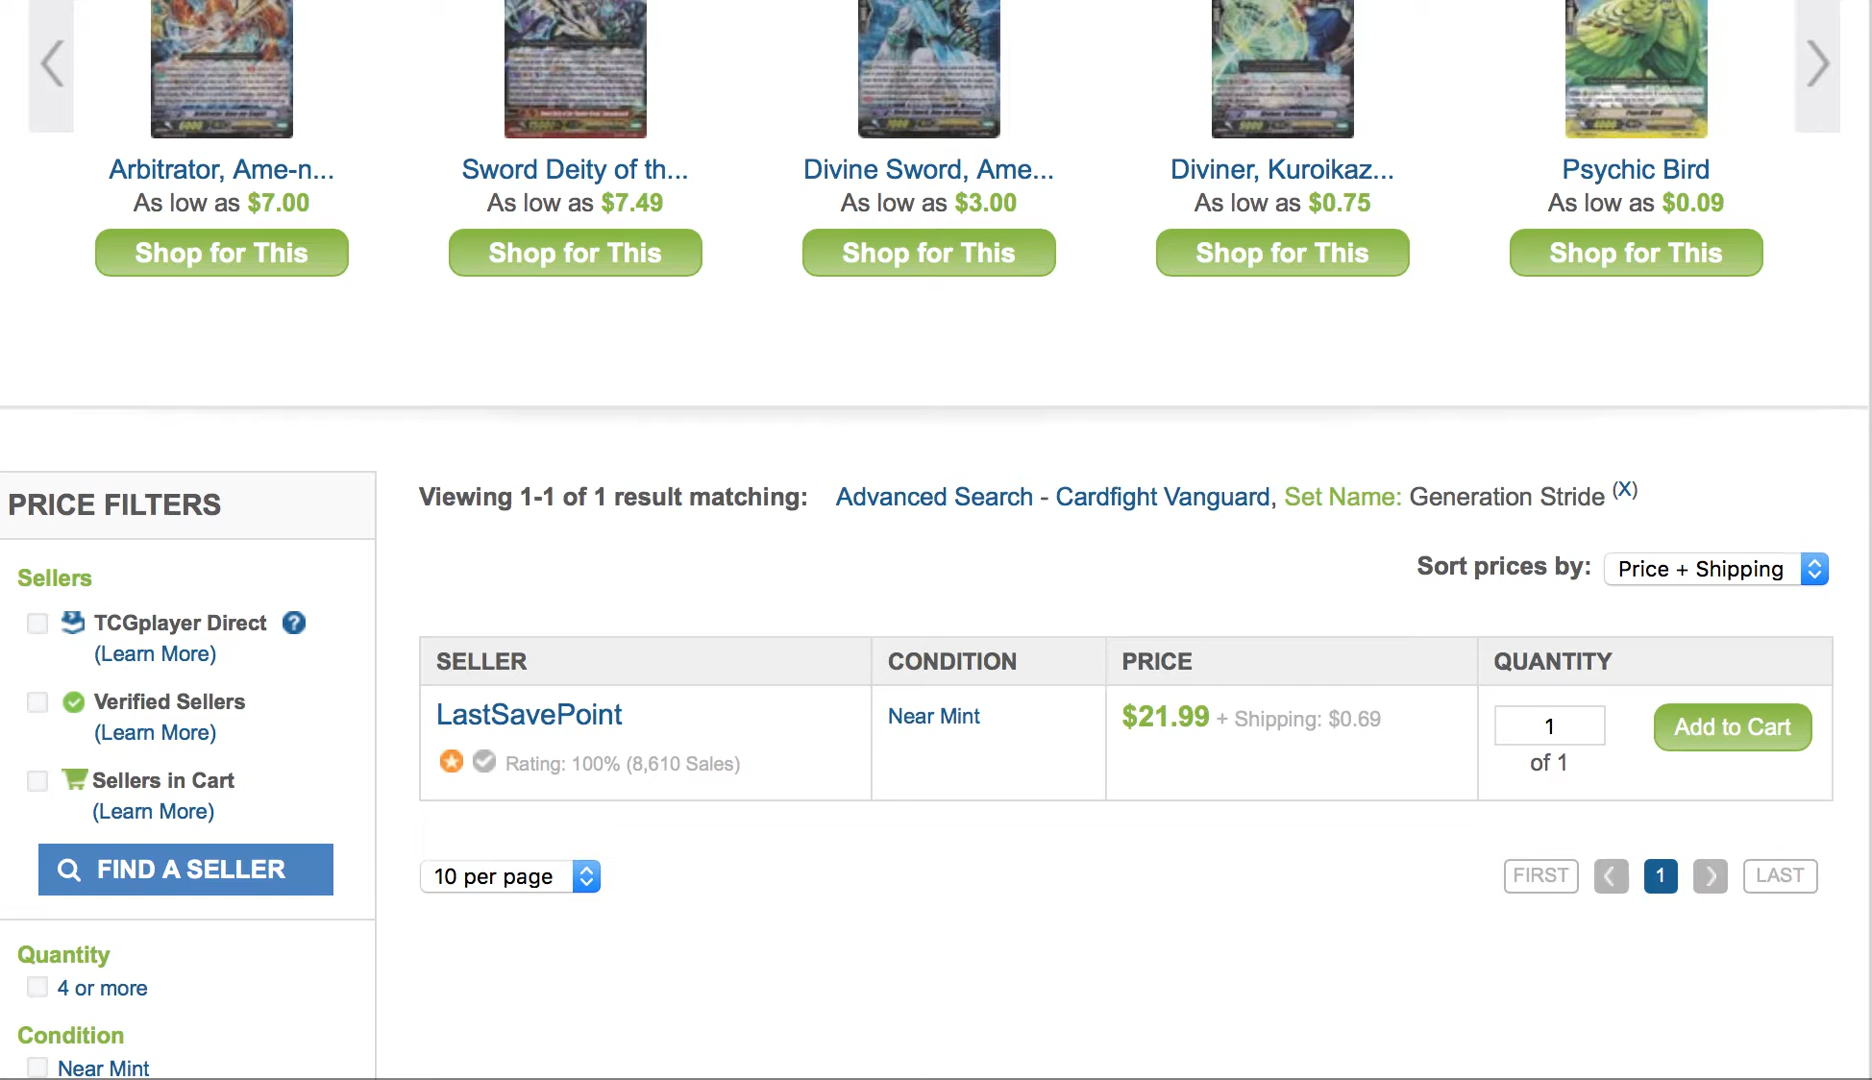 Arbitrator, Ame-n...
As low as $7.00
Shop for This
Sword Deity of th...
As low as $7.49
Shop for This
Divine Sword, Ame...
As low as $3.00
Shop for This
Diviner, Kuroikaz...
As low as $0.75
Shop for This
Psychic Bird
As low as $0.09
Shop for This
PRICE FILTERS
Sellers
TCGplayer Direct ?
(Learn More)
Verified Sellers
(Learn More)
Sellers in Cart
(Learn More)
FIND A SELLER
Quantity
4 or more
Condition
Near Mint
Viewing 1-1 of 1 result matching: Advanced Search - Cardfight Vanguard, Set Name: Generation Stride (X)
Sort prices by: Price + Shipping
SELLER CONDITION PRICE QUANTITY
LastSavePoint Near Mint $21.99 + Shipping: $0.69 1 Add to Cart
Rating: 100% (8,610 Sales) of 1
10 per page FIRST 1 LAST